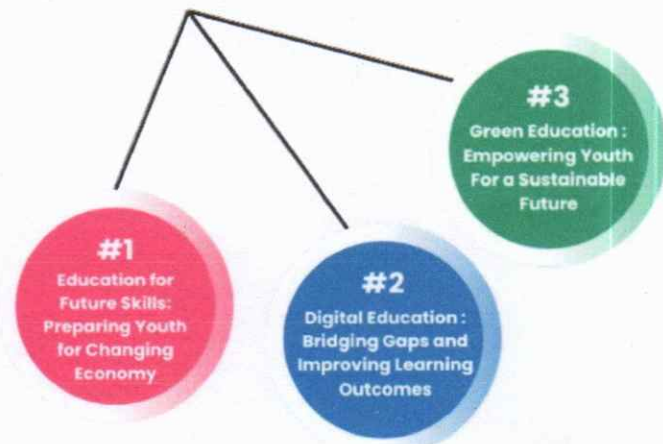 #1
Education for
Future Skills:
Preparing Youth
for Changing
Economy
#2
Digital Education :
Bridging Gaps and
Improving Learning
Outcomes
#3
Green Education :
Empowering Youth
For a Sustainable
Future